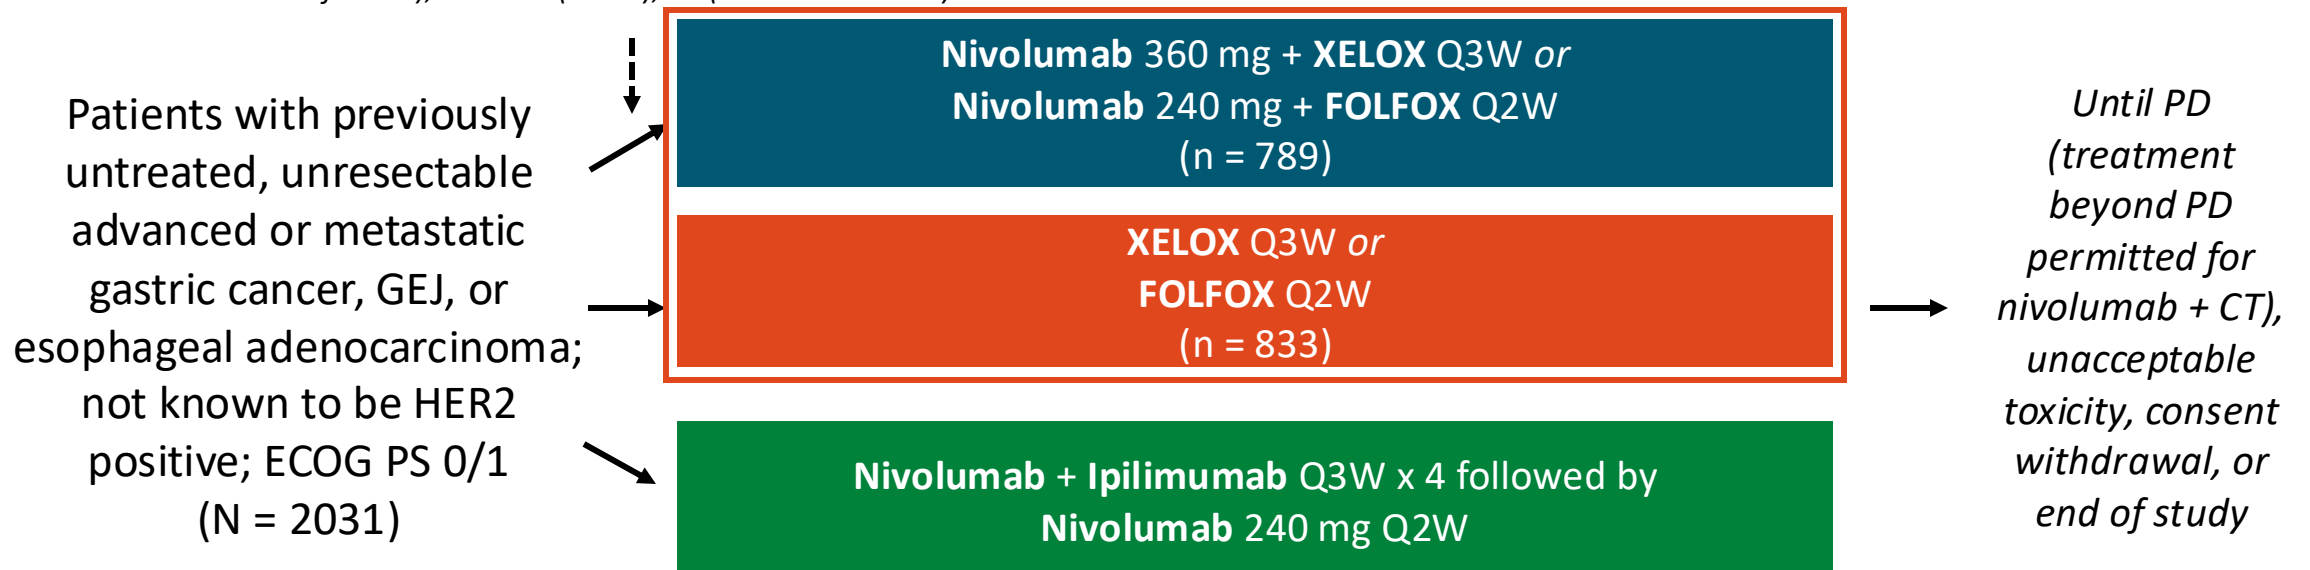 Patients with previously
untreated, unresectable
advanced or metastatic
gastric cancer, GEJ, or
esophageal adenocarcinoma;
not known to be HER2
positive; ECOG PS 0/1
(N = 2031)
Nivolumab 360 mg + XELOX Q3W or
Nivolumab 240 mg + FOLFOX Q2W
(n = 789)
XELOX Q3W or
FOLFOX Q2W
(n = 833)
Nivolumab + Ipilimumab Q3W x 4 followed by
Nivolumab 240 mg Q2W
Until PD
(treatment
beyond PD
permitted for
nivolumab + CT),
unacceptable
toxicity, consent
withdrawal, or
end of study